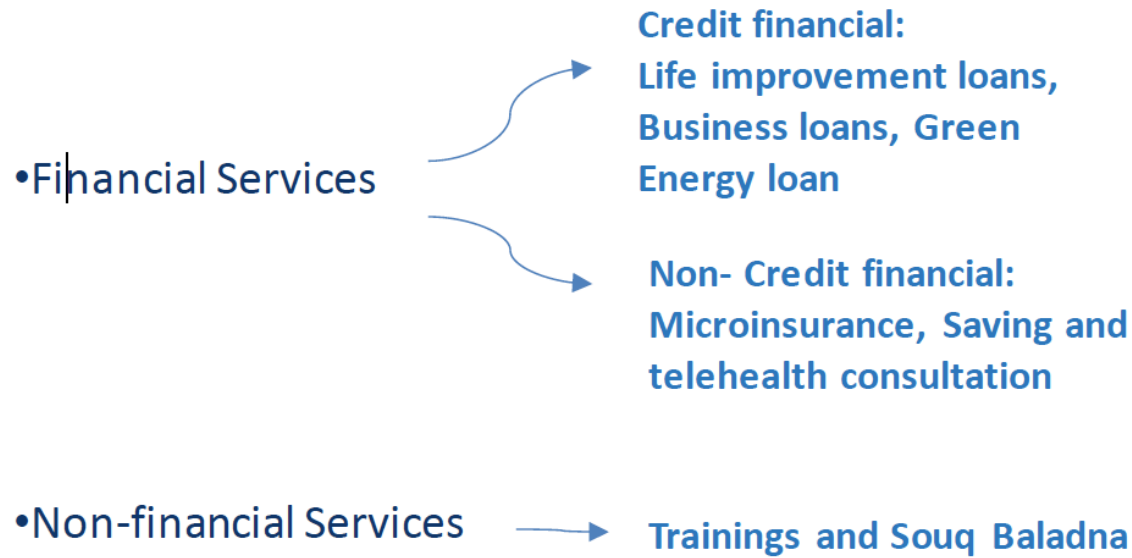 •Financial Services
Credit financial:
Life improvement loans,
Business loans, Green
Energy loan
Non- Credit financial:
Microinsurance, Saving and
telehealth consultation
•Non-financial Services
Trainings and Souq Baladna